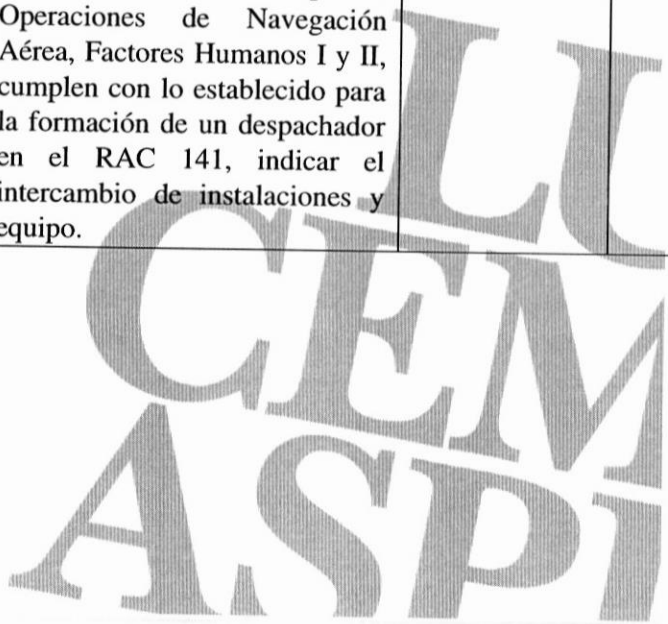 Operaciones de Navegación
Aérea, Factores Humanos I y II,
cumplen con lo establecido para
la formación de un despachador
en el RAC 141, indicar el
intercambio de instalaciones y
equipo.
LU
CEM
ASPI